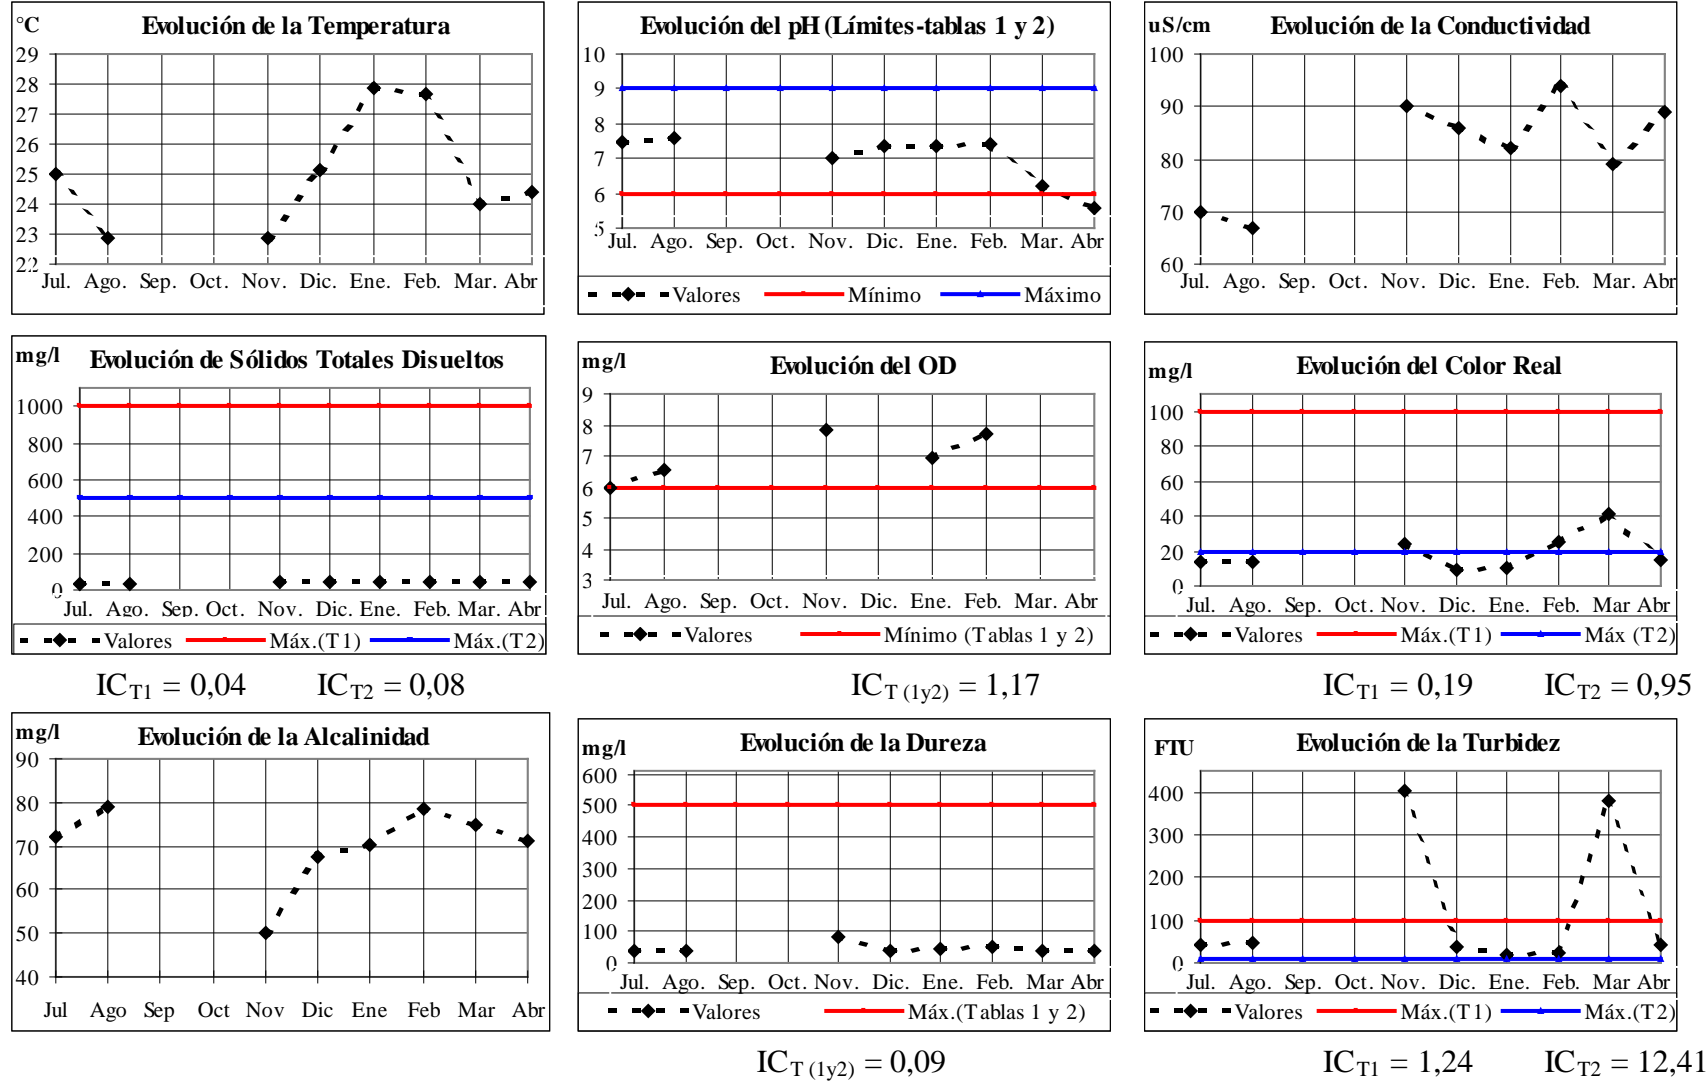 °C Evolución de la Temperatura
29
28
27
26
25
24
23
22
Jul. Ago. Sep. Oct. Nov. Dic. Ene. Feb. Mar. Abr
Evolución del pH (Límites-tablas 1 y 2)
10
9
8
7
6
5
Jul. Ago. Sep. Oct. Nov. Dic. Ene. Feb. Mar. Abr
Valores Mínimo Máximo
uS/cm Evolución de la Conductividad
100
90
80
70
60
Jul. Ago. Sep. Oct. Nov. Dic. Ene. Feb. Mar. Abr
mg/l Evolución de Sólidos Totales Disueltos
1000
800
600
400
200
0
Jul. Ago. Sep. Oct. Nov. Dic. Ene. Feb. Mar. Abr
Valores Máx.(T1) Máx.(T2)
mg/l Evolución del OD
9
8
7
6
5
4
3
Jul. Ago. Sep. Oct. Nov. Dic. Ene. Feb. Mar. Abr
Valores Mínimo (Tablas 1 y 2)
mg/l Evolución del Color Real
100
80
60
40
20
0
Jul. Ago. Sep. Oct. Nov. Dic. Ene. Feb. Mar Abr
Valores Máx.(T1) Máx (T2)
IC T1 = 0,04 IC T2 = 0,08
IC T (1y2) = 1,17
IC T1 = 0,19 IC T2 = 0,95
mg/l Evolución de la Alcalinidad
90
80
70
60
50
40
Jul Ago Sep Oct Nov Dic Ene Feb Mar Abr
mg/l Evolución de la Dureza
600
500
400
300
200
100
0
Jul. Ago. Sep. Oct. Nov. Dic. Ene. Feb. Mar Abr
Valores Máx.(Tablas 1 y 2)
FTU Evolución de la Turbidez
400
300
200
100
0
Jul. Ago. Sep. Oct. Nov. Dic. Ene. Feb. Mar Abr
Valores Máx.(T1) Máx.(T2)
IC T (1y2) = 0,09
IC T1 = 1,24 IC T2 = 12,41